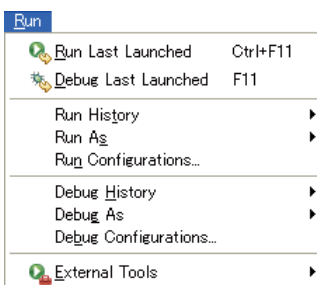 Run
Run Last Launched Ctrl+F11
Debug Last Launched F11
Run History
Run As
Run Configurations...
Debug History
Debug As
Debug Configurations...
External Tools